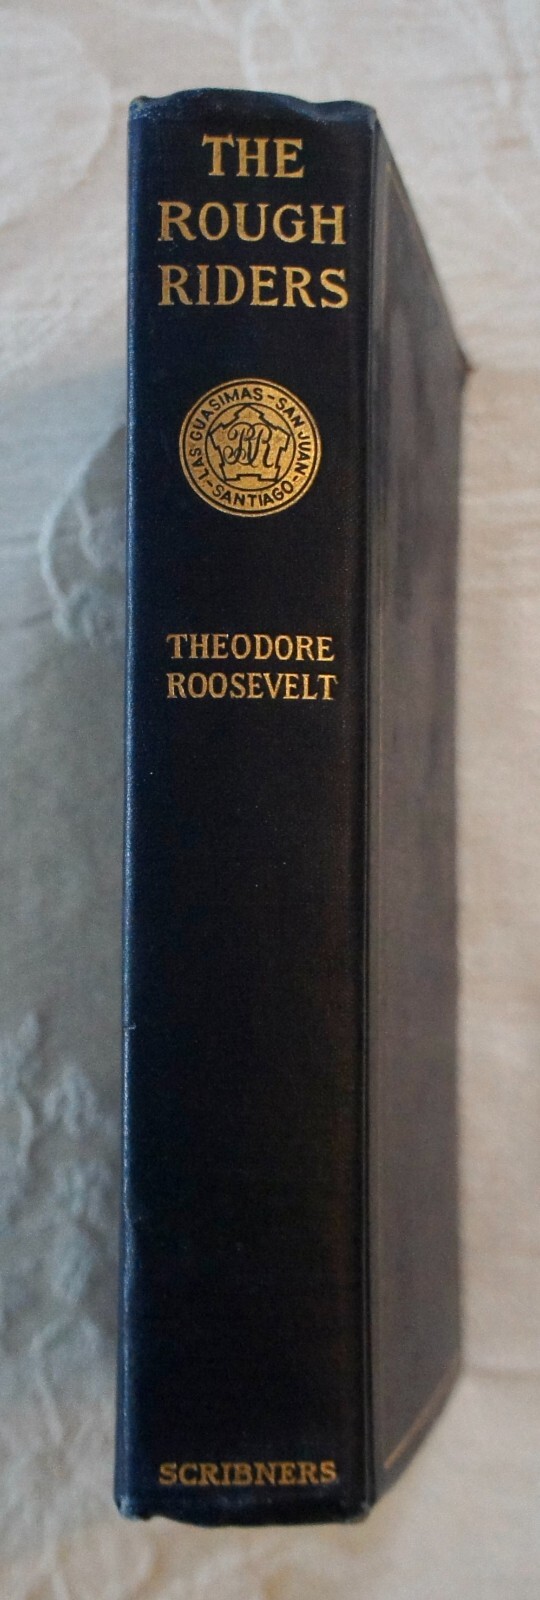 THE
ROUGH
RIDERS
LAS GUASIMAS - SAN JUAN - SANTIAGO -
RR
THEODORE
ROOSEVELT
SCRIBNERS